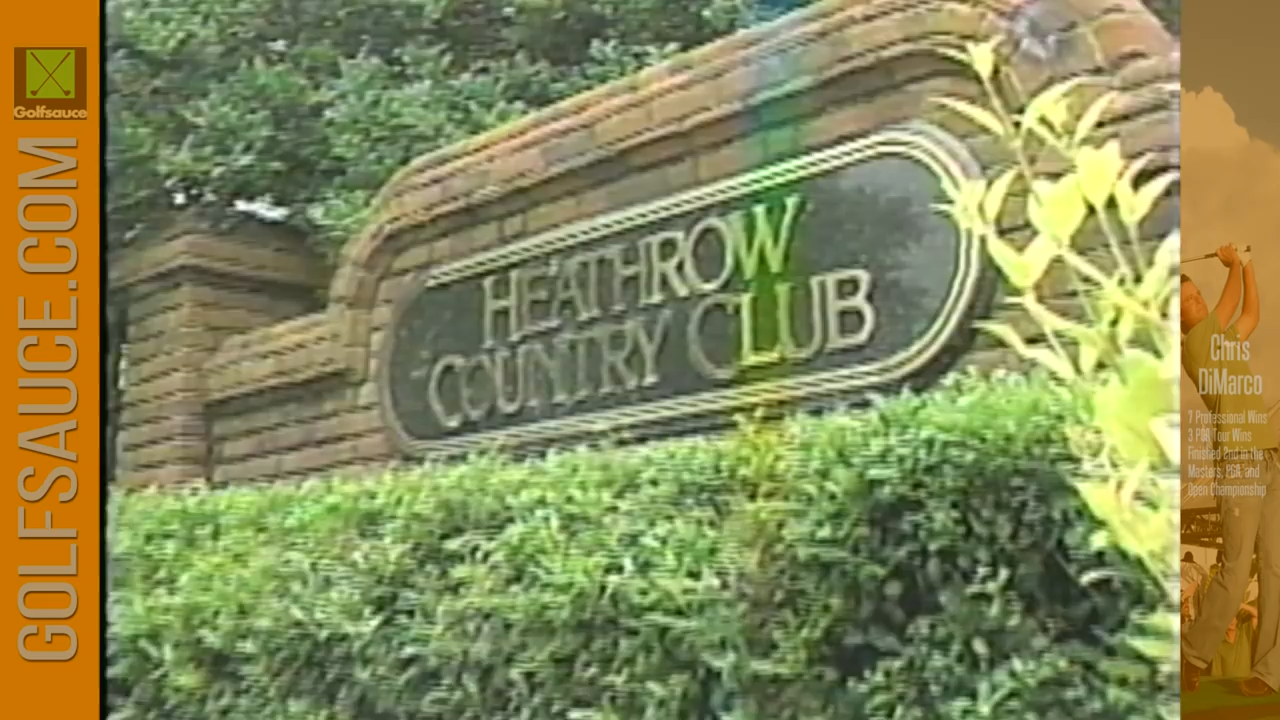 Golfsauce
GOLFSAUCE.COM
HEATHROW
COUNTRY CLUB
Chris
DiMarco
7 Professional Wins
3 PGA Tour Wins
Finished 2nd in the
Masters, PGA, and
Open Championship